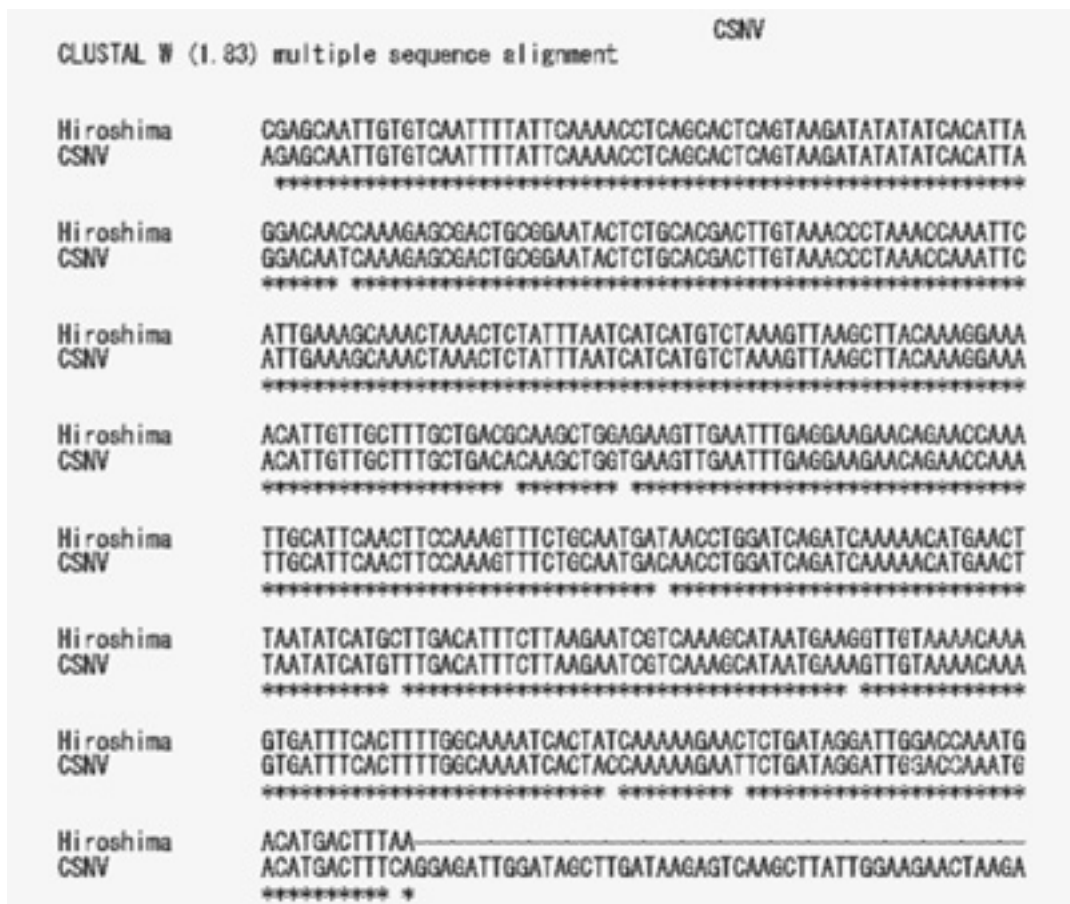 CSNV
CLUSTAL W (1.83) multiple sequence alignment
Hiroshima CGAGCAATTGTGTCAATTTTATTCAAAACCTCAGCACTCAGTAAGATATATATCACATTA
CSNV AGAGCAATTGTGTCAATTTTATTCAAAACCTCAGCACTCAGTAAGATATATATCACATTA
***********************************************************
Hiroshima GGACAACCAAAGAGCGACTGCGGAATACTCTGCACGACTTGTAAACCCTAAACCAAATTC
CSNV GGACAATCAAAGAGCGACTGCGGAATACTCTGCACGACTTGTAAACCCTAAACCAAATTC
****** *****************************************************
Hiroshima ATTGAAAGCAAACTAAACTCTATTTAATCATCATGTCTAAAGTTAAGCTTACAAAGGAAA
CSNV ATTGAAAGCAAACTAAACTCTATTTAATCATCATGTCTAAAGTTAAGCTTACAAAGGAAA
************************************************************
Hiroshima ACATTGTTGCTTTGCTGACGCAAGCTGGAGAAGTTGAATTTGAGGAAGAACAGAACCAAA
CSNV ACATTGTTGCTTTGCTGACACAAGCTGGTGAAGTTGAATTTGAGGAAGAACAGAACCAAA
******************* ******** *******************************
Hiroshima TTGCATTCAACTTCCAAAGTTTCTGCAATGATAACCTGGATCAGATCAAAAACATGAACT
CSNV TTGCATTCAACTTCCAAAGTTTCTGCAATGACAACCTGGATCAGATCAAAAACATGAACT
******************************* ****************************
Hiroshima TAATATCATGCTTGACATTTCTTAAGAATCGTCAAAGCATAATGAAGGTTGTAAAACAAA
CSNV TAATATCATGTTTGACATTTCTTAAGAATCGTCAAAGCATAATGAAAGTTGTAAAACAAA
********** *********************************** *************
Hiroshima GTGATTTCACTTTTGGCAAAATCACTATCAAAAAGAACTCTGATAGGATTGGACCAAATG
CSNV GTGATTTCACTTTTGGCAAAATCACTACCAAAAAGAATTCTGATAGGATTGGACCAAATG
*************************** ********* **********************
Hiroshima ACATGACTTTAA------------------------------------------------
CSNV ACATGACTTTCAGGAGATTGGATAGCTTGATAAGAGTCAAGCTTATTGGAAGAACTAAGA
********** *